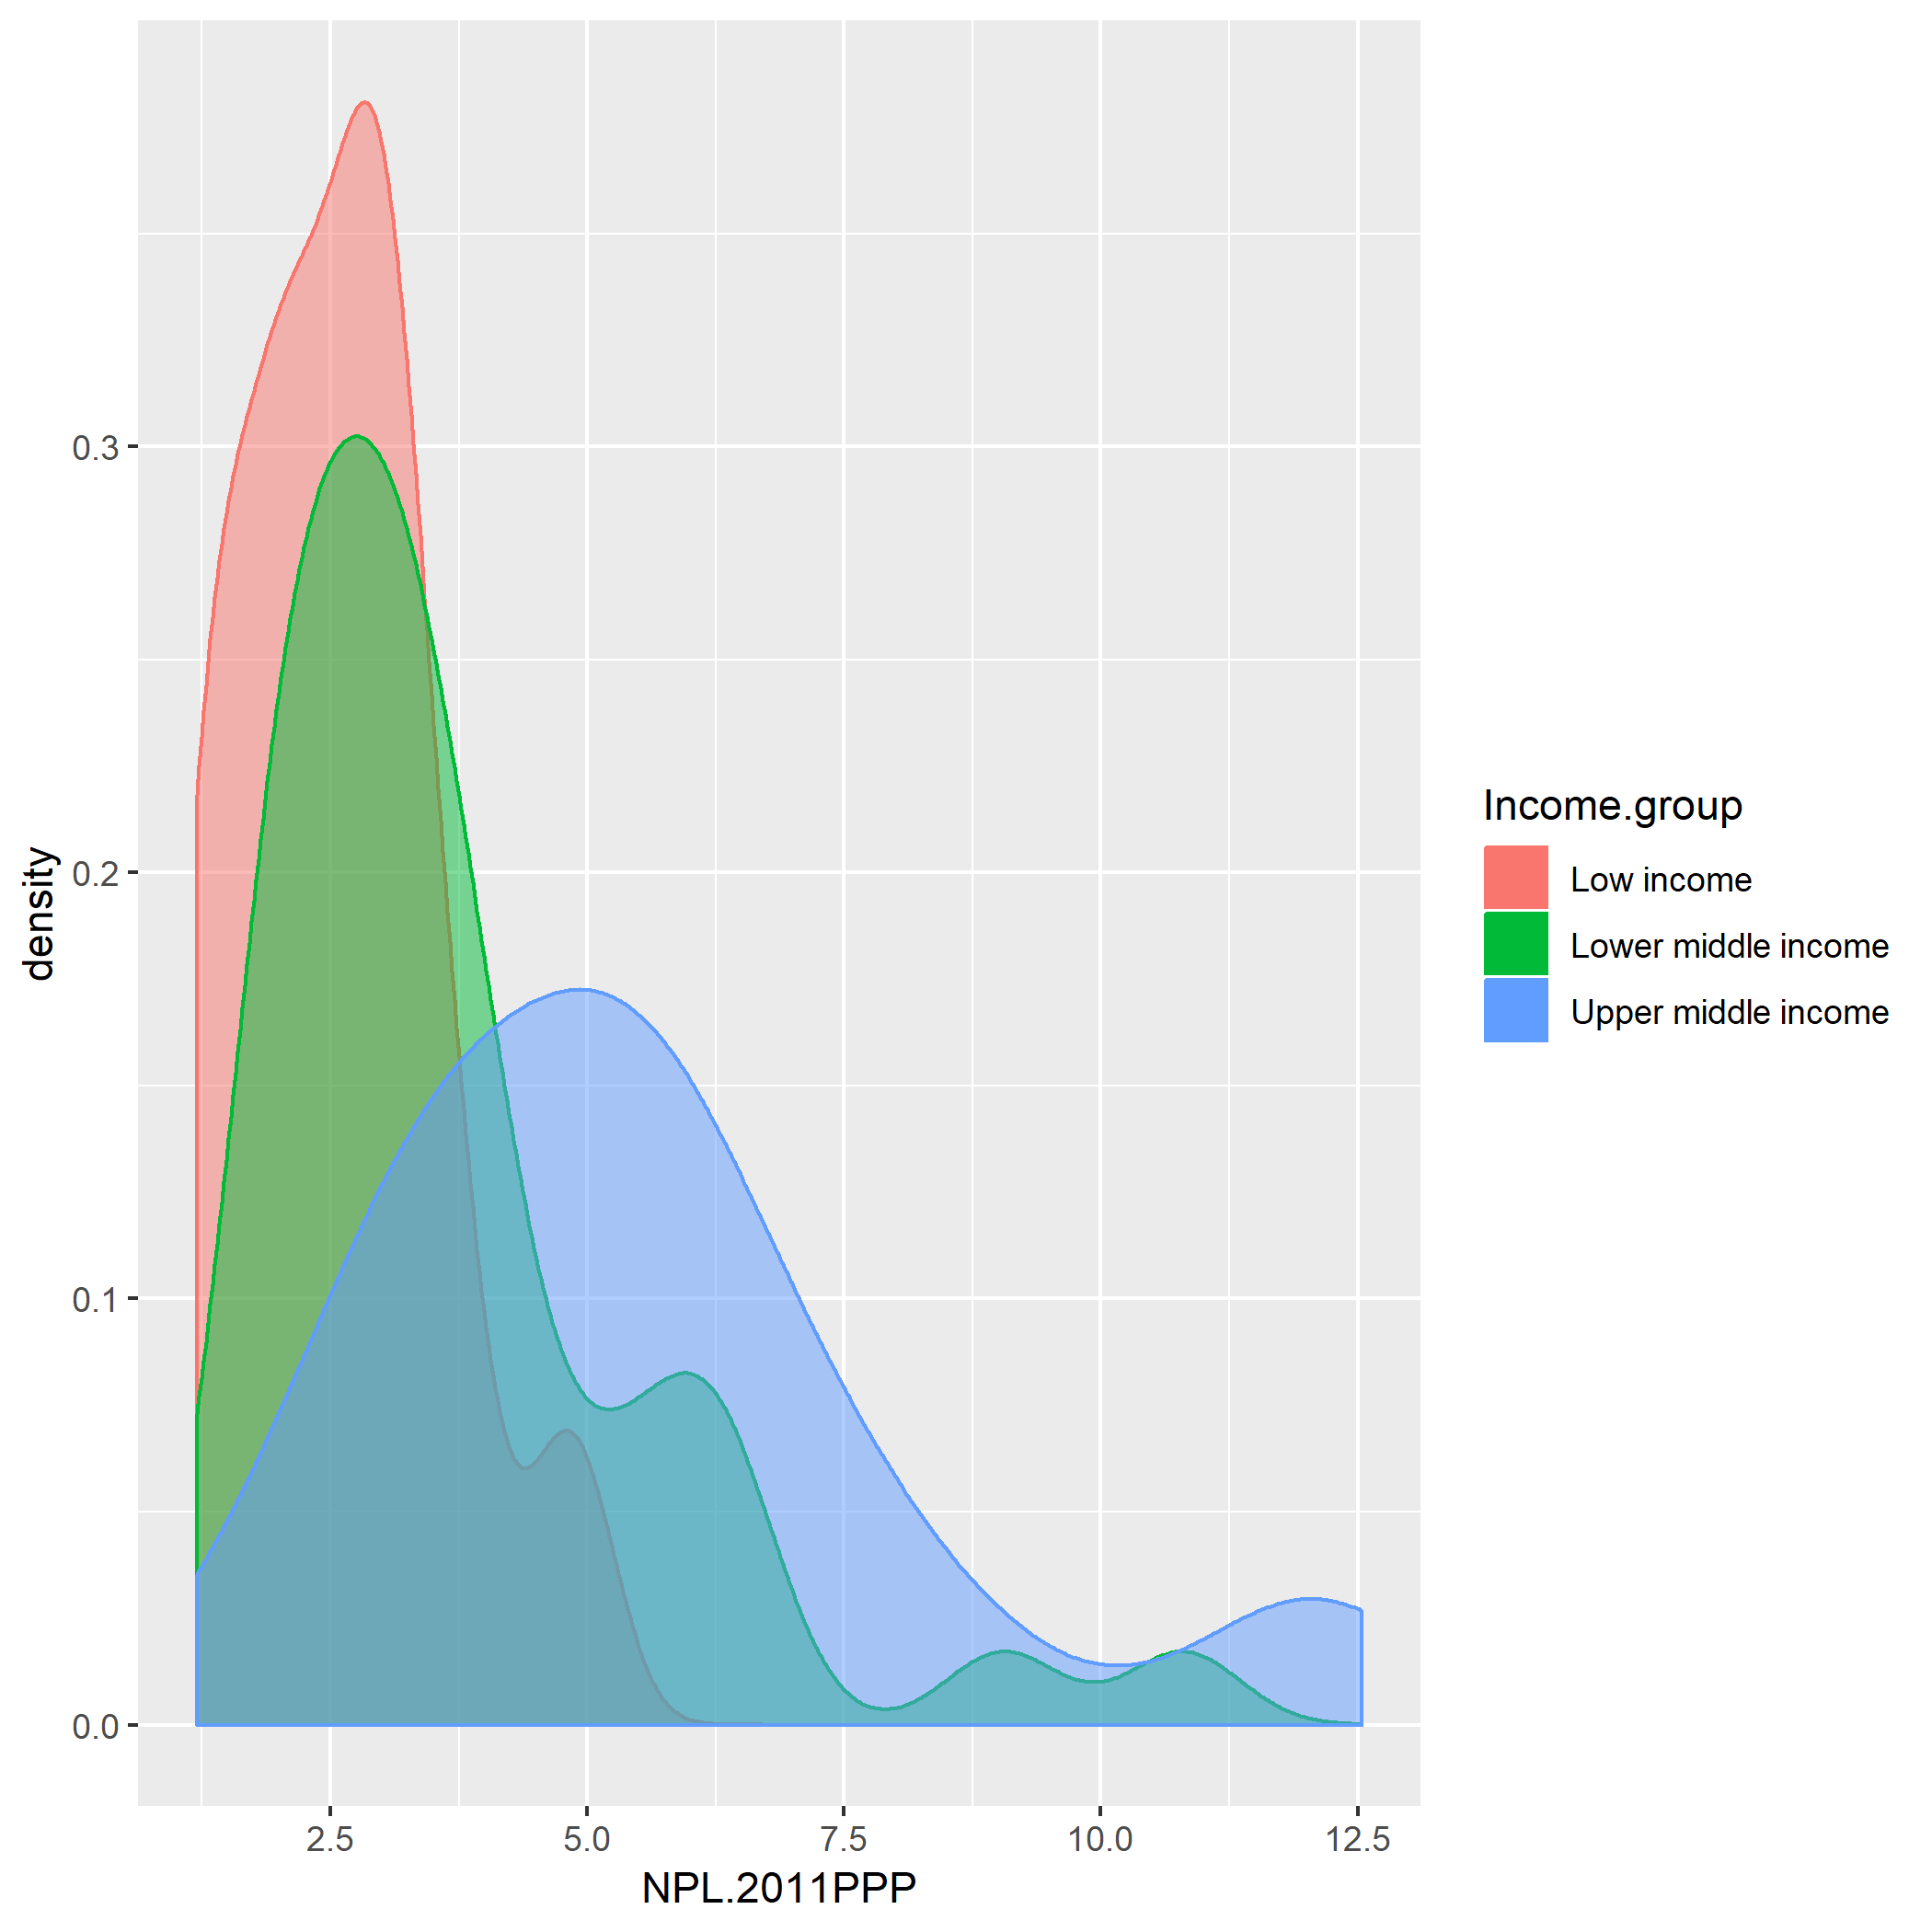 density
0.3
0.2
0.1
0.0
2.5 5.0 7.5 10.0 12.5
NPL.2011PPP
Income.group
Low income
Lower middle income
Upper middle income